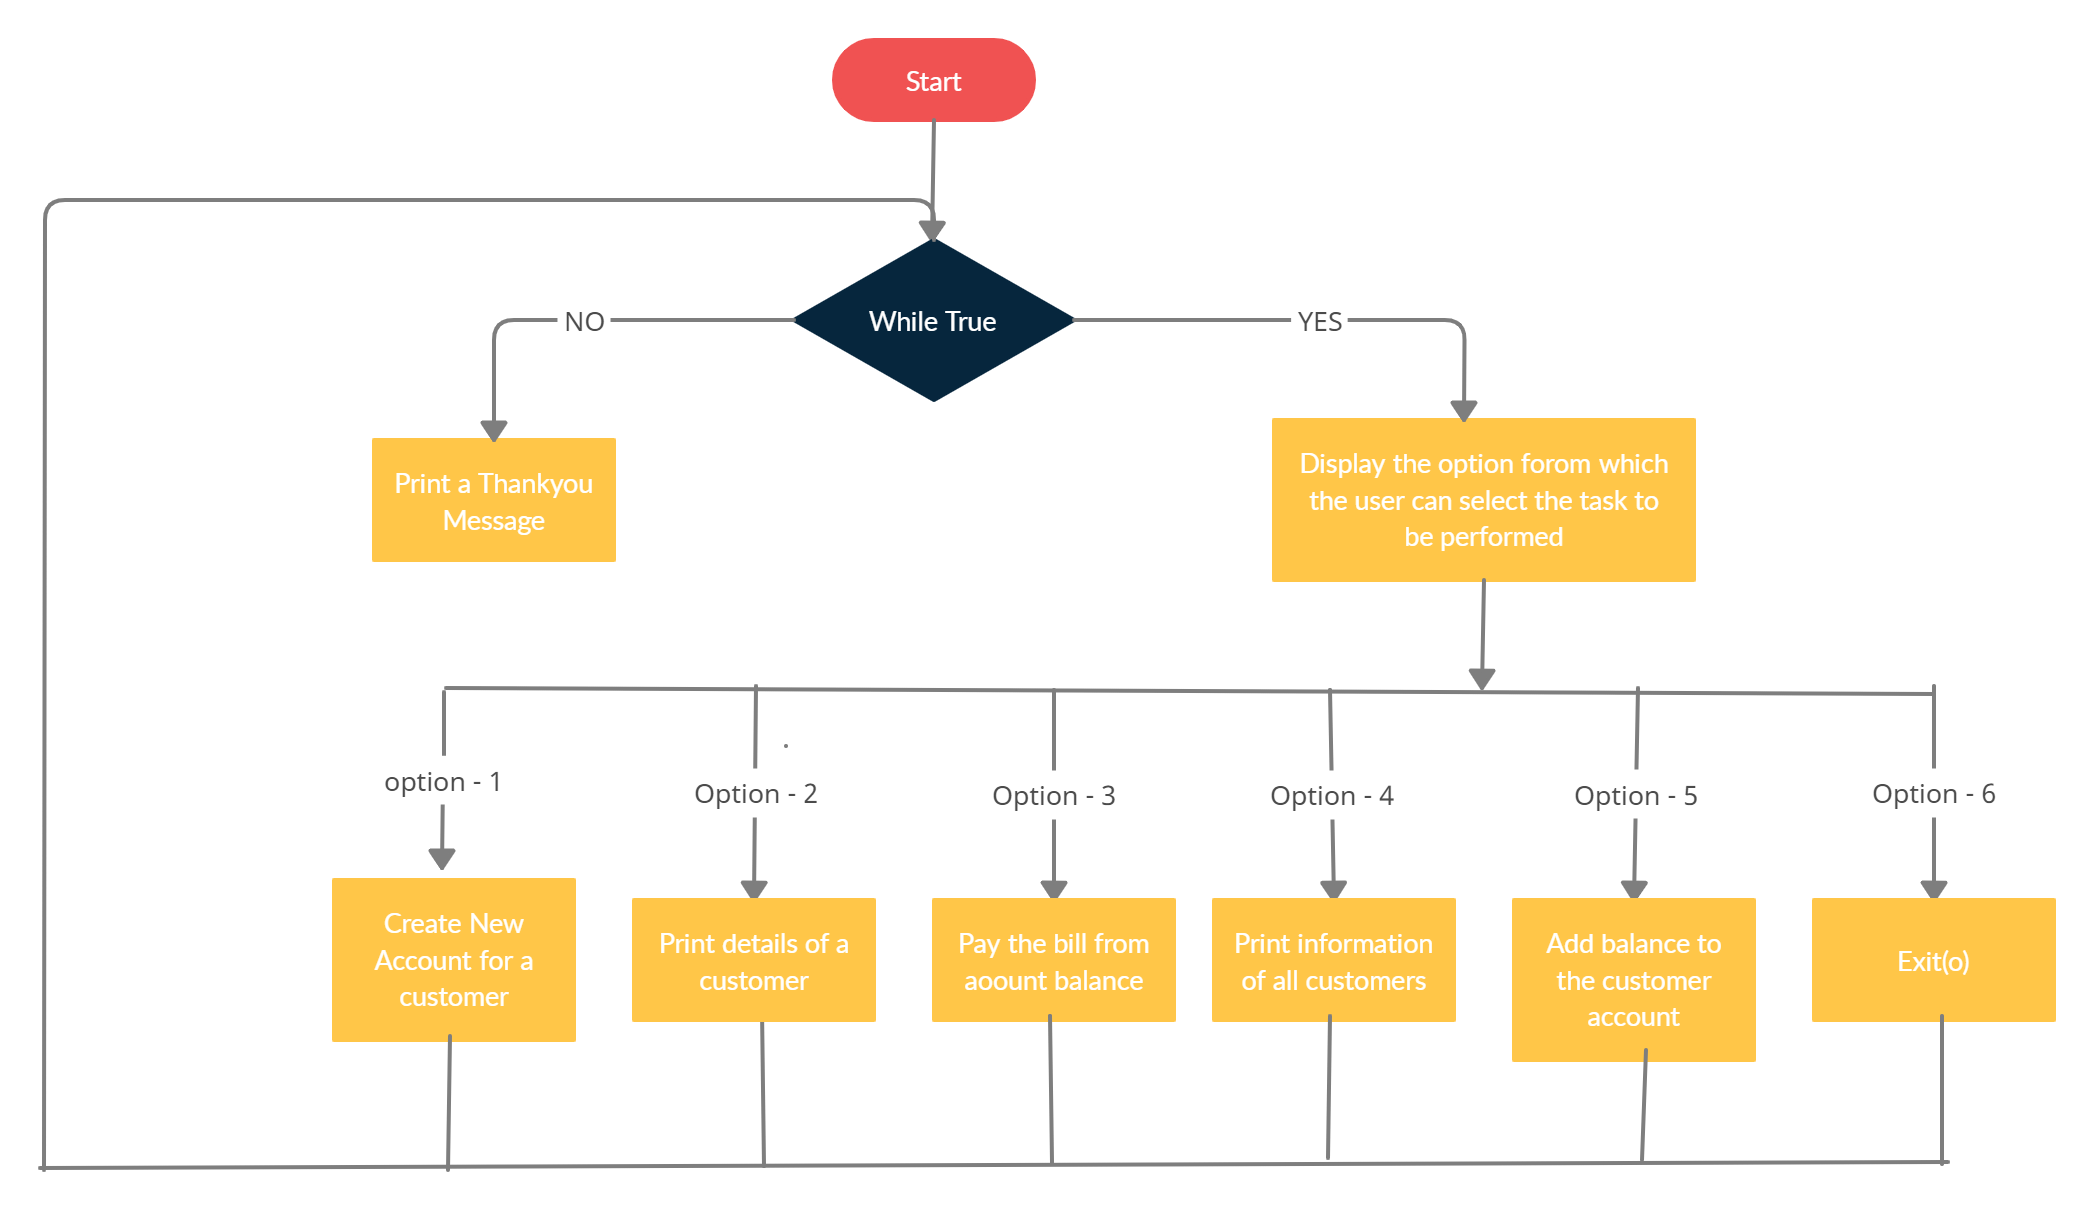 Start
While True
NO
YES
Print a Thankyou
Message
Display the option forom which
the user can select the task to
be performed
option - 1
Option - 2
Option - 3
Option - 4
Option - 5
Option - 6
Create New
Account for a
customer
Print details of a
customer
Pay the bill from
aoount balance
Print information
of all customers
Add balance to
the customer
account
Exit(o)